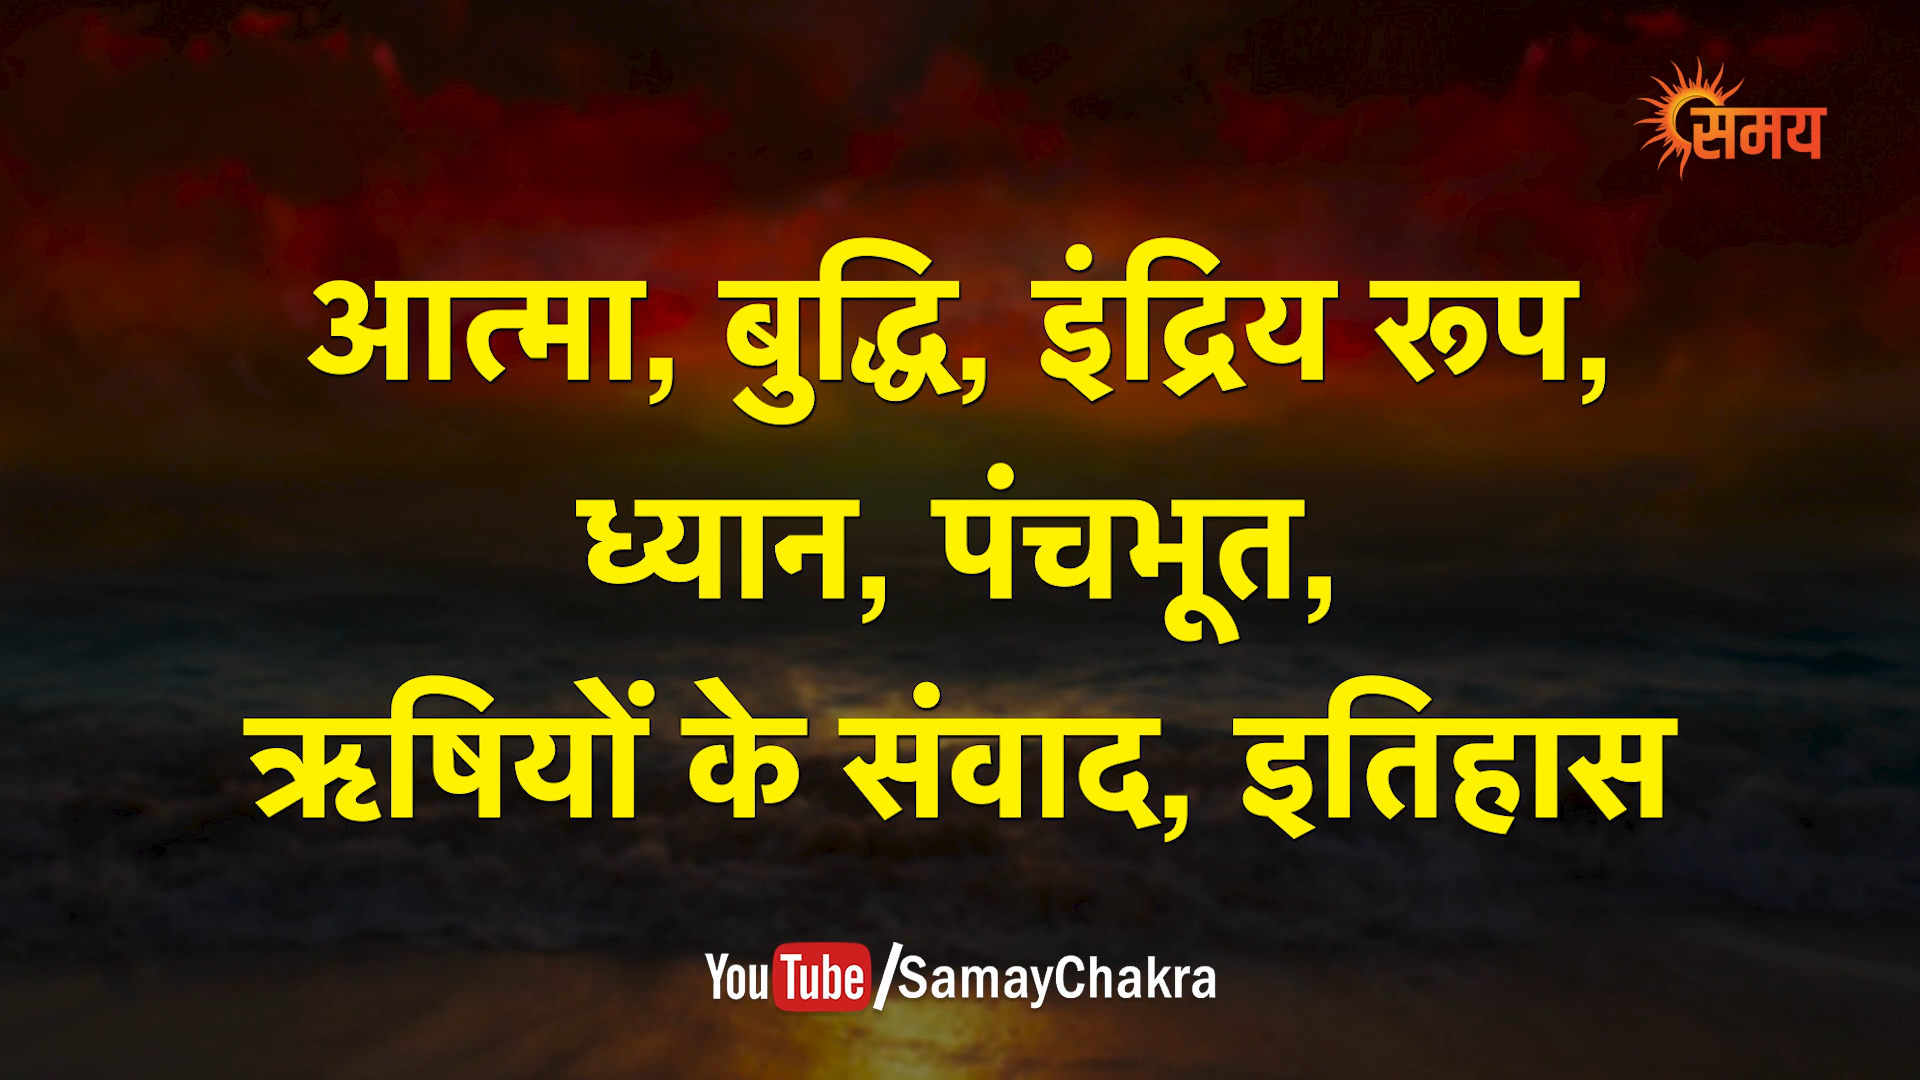 समय
आत्मा, बुद्धि, इंद्रिय रूप,
ध्यान, पंचभूत,
ऋषियों के संवाद, इतिहास
YouTube/SamayChakra